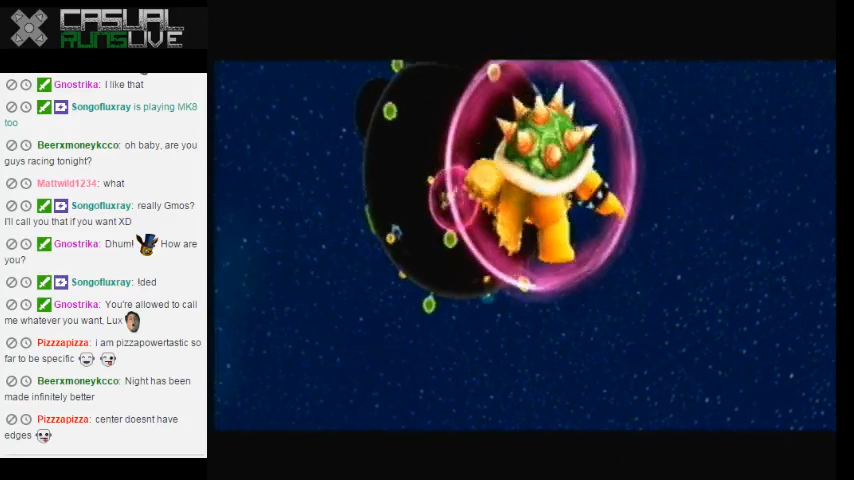 CASUAL
RUNSLIVE
Gnostrika: I like that
Songofluxray is playing MK8
too
Beerxmoneykcco: oh baby, are you
guys racing tonight?
Mattwild1234: what
Songofluxray: really Gmos?
I'll call you that if you want XD
Gnostrika: Dhum! How are
you?
Songofluxray: !ded
Gnostrika: You're allowed to call
me whatever you want, Lux
Pizzzapizza: i am pizzapowertastic so
far to be specific
Beerxmoneykcco: Night has been
made infinitely better
Pizzzapizza: center doesnt have
edges